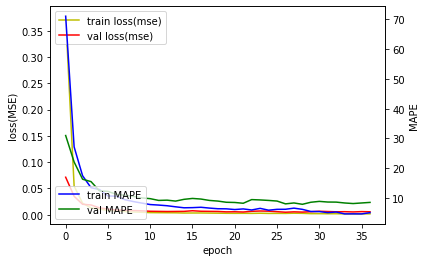 train loss(mse)
val loss(mse)
train MAPE
val MAPE
loss(MSE)
0.35
0.30
0.25
0.20
0.15
0.10
0.05
0.00
MAPE
70
60
50
40
30
20
10
0 5 10 15 20 25 30 35
epoch